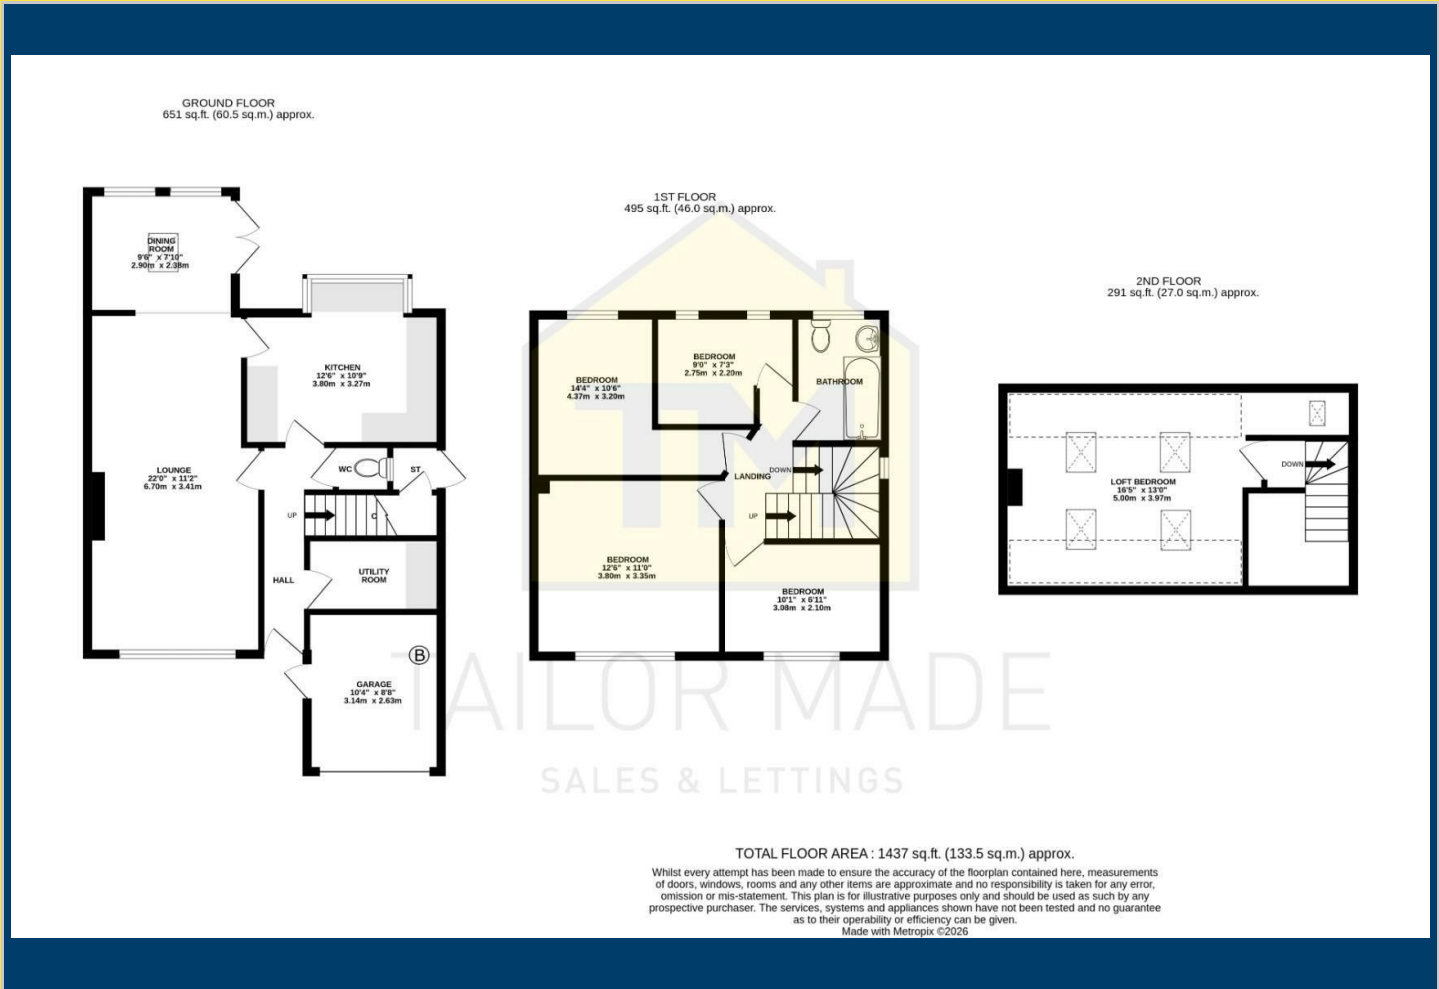 GROUND FLOOR
651 sq.ft. (60.5 sq.m.) approx.
DINING
ROOM
9'6" x 7'10"
2.90m x 2.38m
KITCHEN
12'6" x 10'9"
3.80m x 3.27m
LOUNGE
22'0" x 11'2"
6.70m x 3.41m
WC
ST
UP
C
UTILITY
ROOM
HALL
B
GARAGE
10'4" x 8'8"
3.14m x 2.63m
1ST FLOOR
495 sq.ft. (46.0 sq.m.) approx.
BEDROOM
14'4" x 10'6"
4.37m x 3.20m
BEDROOM
9'0" x 7'3"
2.75m x 2.20m
BATHROOM
DOWN
LANDING
UP
BEDROOM
12'6" x 11'0"
3.80m x 3.35m
BEDROOM
10'1" x 6'11"
3.08m x 2.10m
2ND FLOOR
291 sq.ft. (27.0 sq.m.) approx.
DOWN
LOFT BEDROOM
16'5" x 13'0"
5.00m x 3.97m
TM
TAILOR MADE
SALES & LETTINGS
TOTAL FLOOR AREA : 1437 sq.ft. (133.5 sq.m.) approx.
Whilst every attempt has been made to ensure the accuracy of the floorplan contained here, measurements
of doors, windows, rooms and any other items are approximate and no responsibility is taken for any error,
omission or mis-statement. This plan is for illustrative purposes only and should be used as such by any
prospective purchaser. The services, systems and appliances shown have not been tested and no guarantee
as to their operability or efficiency can be given.
Made with Metropix ©2026